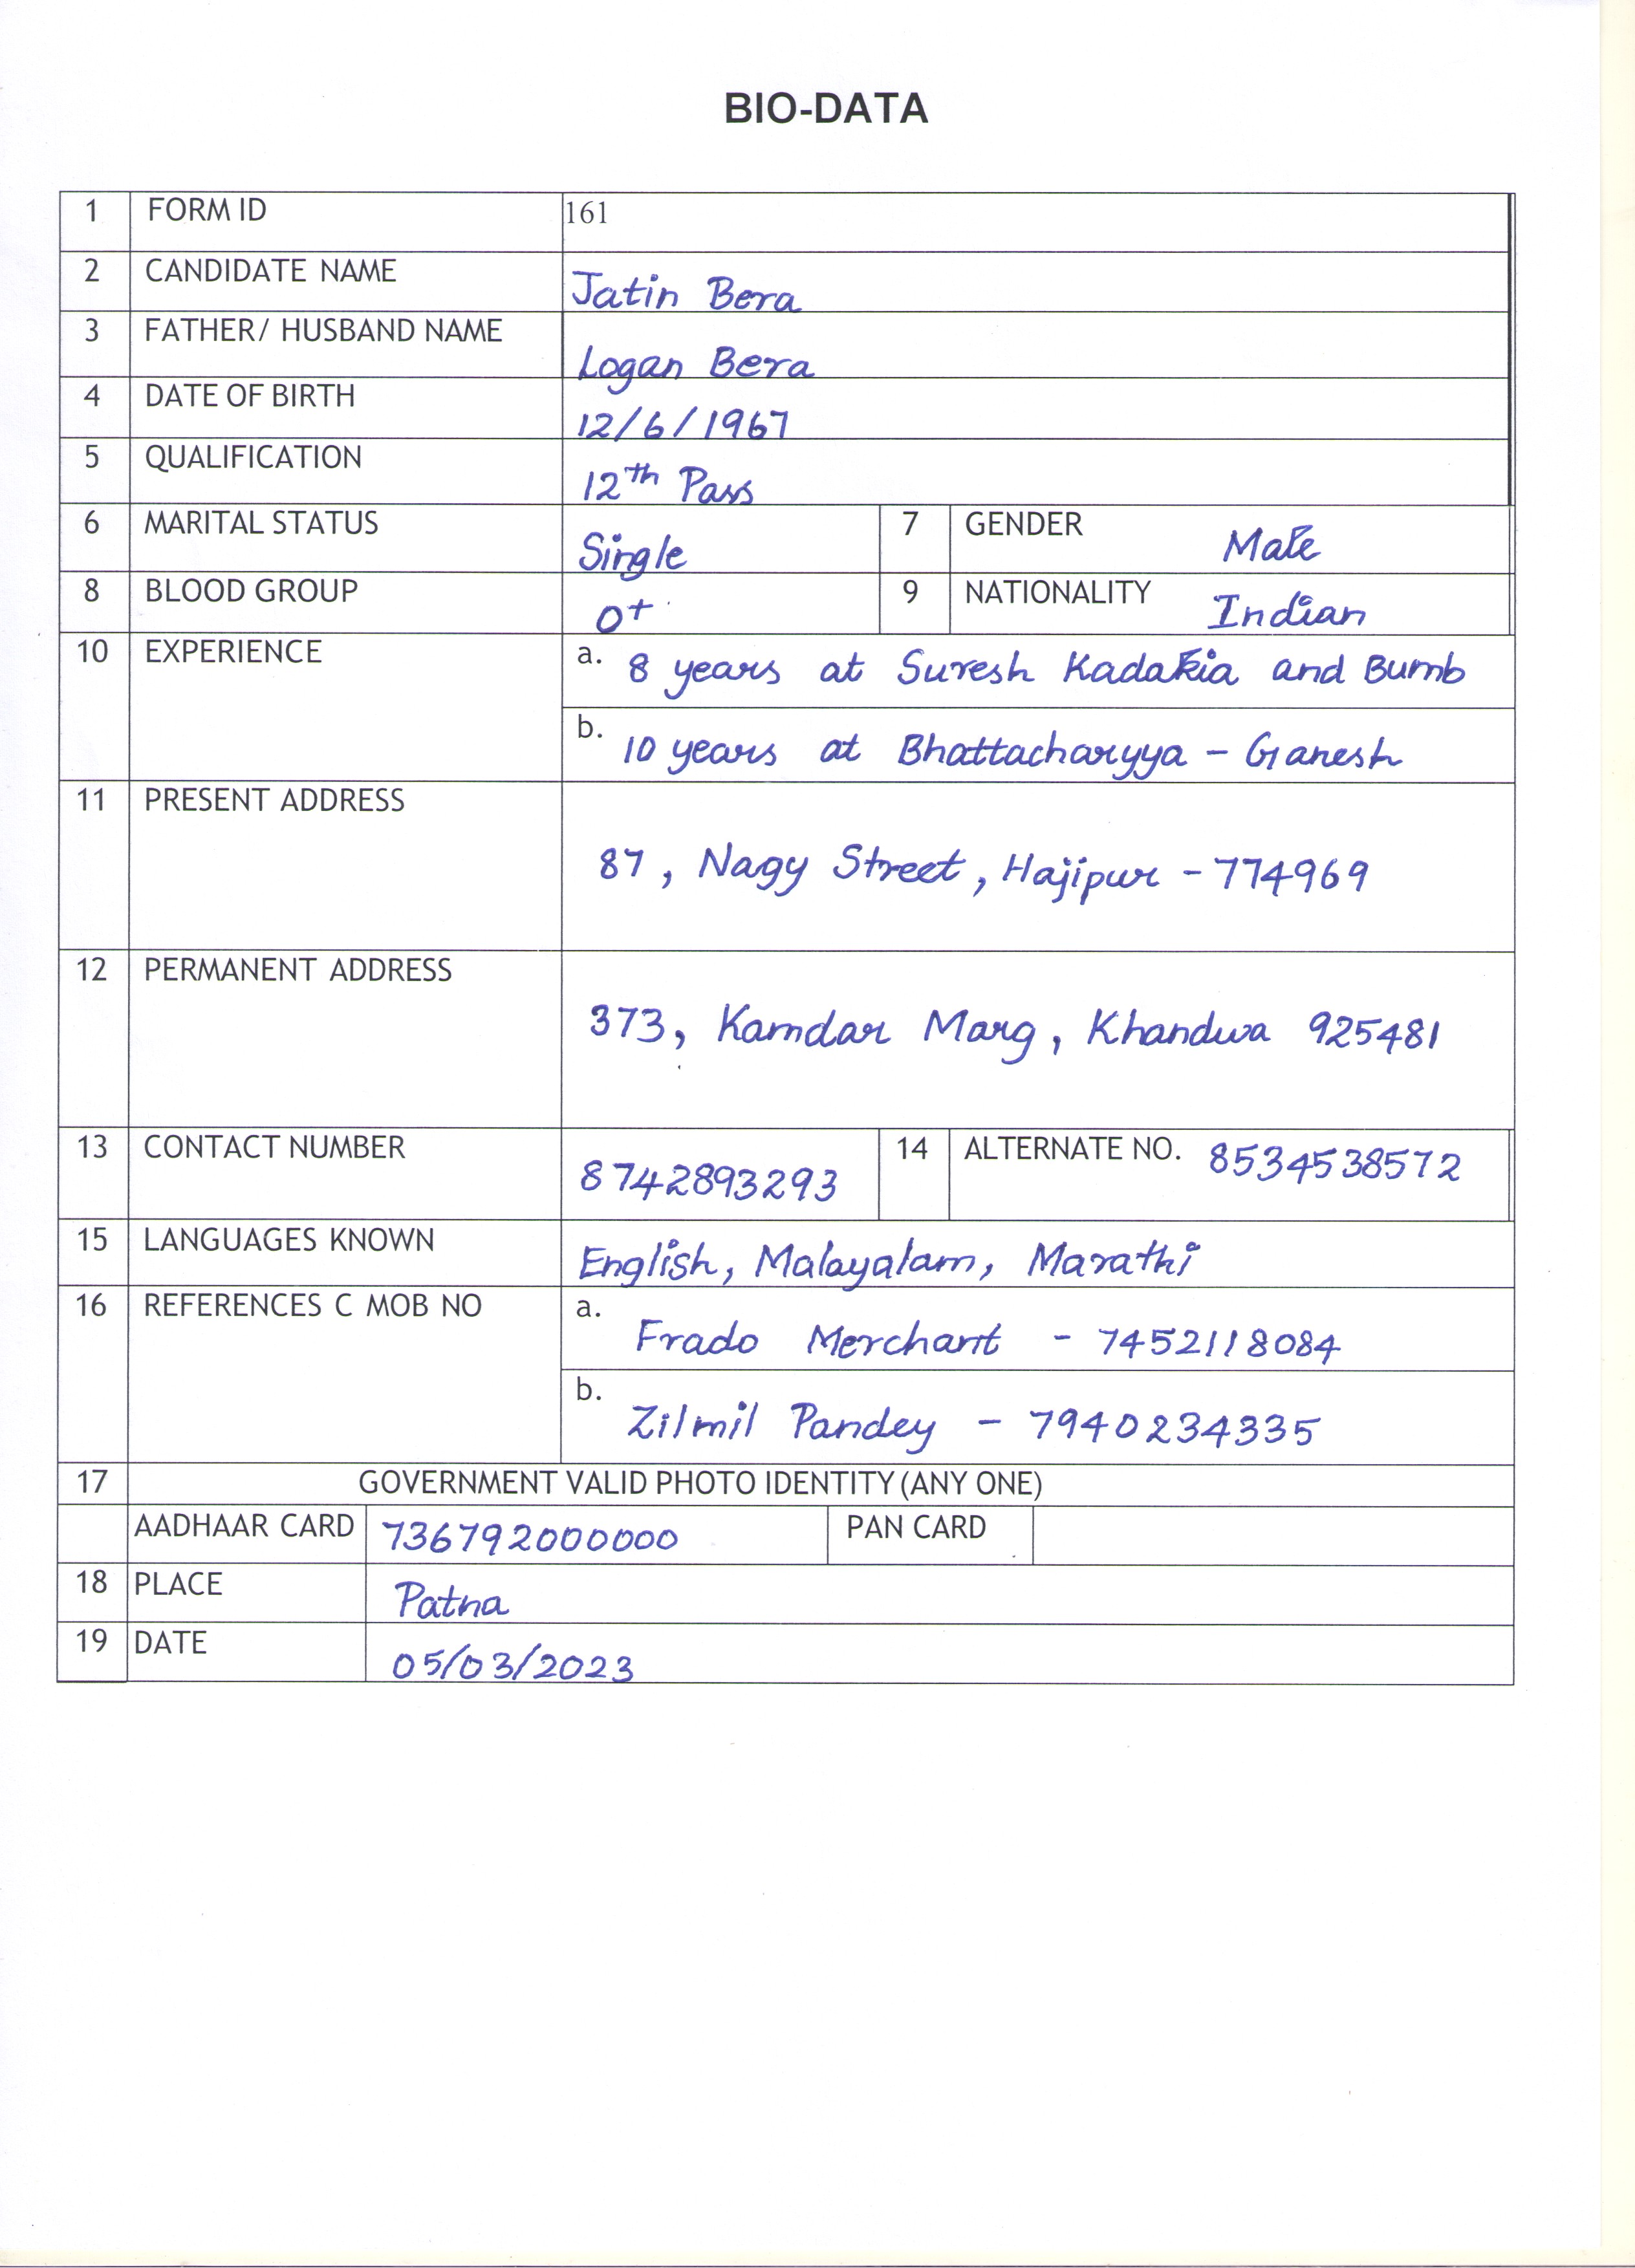 BIO-DATA
1 FORM ID 161
2 CANDIDATE NAME Jatin Bera
3 FATHER/ HUSBAND NAME Logan Bera
4 DATE OF BIRTH 12/6/1967
5 QUALIFICATION 12th Pass
6 MARITAL STATUS Single 7 GENDER Male
8 BLOOD GROUP O+ 9 NATIONALITY Indian
10 EXPERIENCE a. 8 years at Suresh Kadakia and Bumb
b. 10 years at Bhattacharyya - Ganesh
11 PRESENT ADDRESS 87, Nagy Street, Hajipur - 774969
12 PERMANENT ADDRESS 373, Kamdar Marg, Khandwa 925481
13 CONTACT NUMBER 8742893293 14 ALTERNATE NO. 8534538572
15 LANGUAGES KNOWN English, Malayalam, Marathi
16 REFERENCES C MOB NO a. Frado Merchant - 7452118084
b. Zilmil Pandey - 7940234335
17 GOVERNMENT VALID PHOTO IDENTITY (ANY ONE)
AADHAAR CARD 736792000000 PAN CARD
18 PLACE Patna
19 DATE 05/03/2023